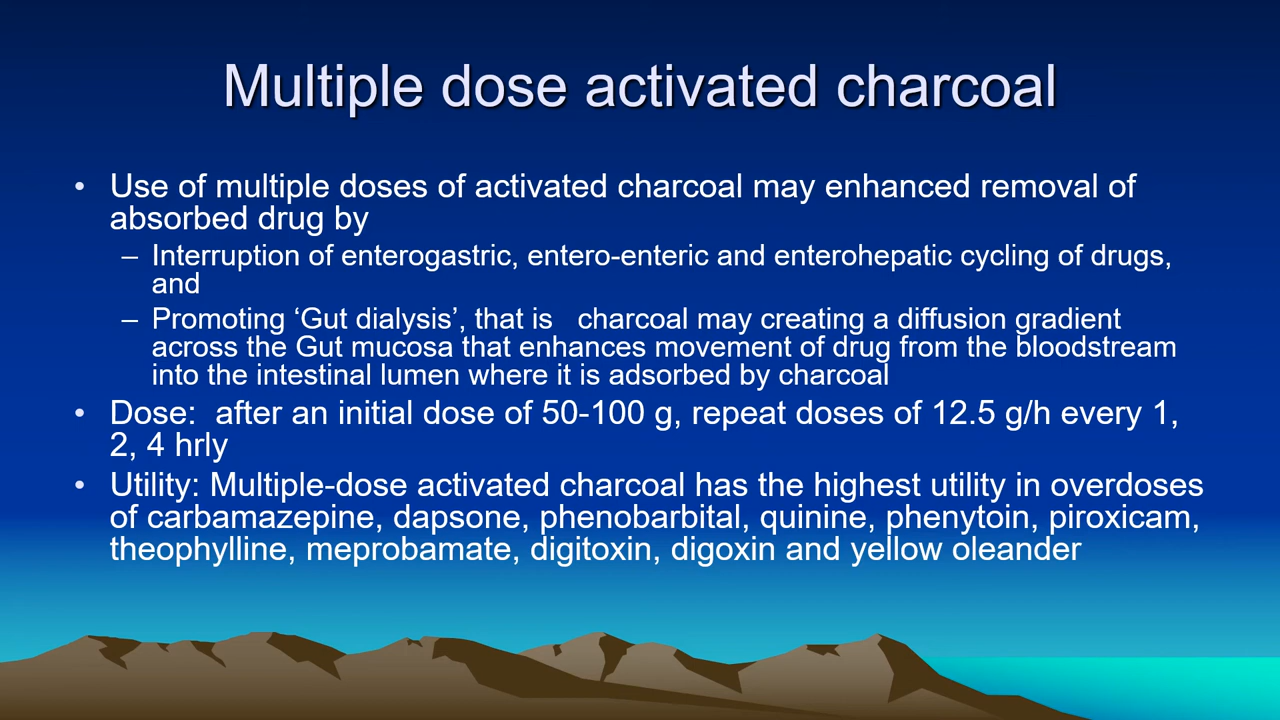 Multiple dose activated charcoal
• Use of multiple doses of activated charcoal may enhanced removal of
absorbed drug by
– Interruption of enterogastric, entero-enteric and enterohepatic cycling of drugs,
and
– Promoting ‘Gut dialysis’, that is   charcoal may creating a diffusion gradient
across the Gut mucosa that enhances movement of drug from the bloodstream
into the intestinal lumen where it is adsorbed by charcoal
• Dose:  after an initial dose of 50-100 g, repeat doses of 12.5 g/h every 1,
2, 4 hrly
• Utility: Multiple-dose activated charcoal has the highest utility in overdoses
of carbamazepine, dapsone, phenobarbital, quinine, phenytoin, piroxicam,
theophylline, meprobamate, digitoxin, digoxin and yellow oleander